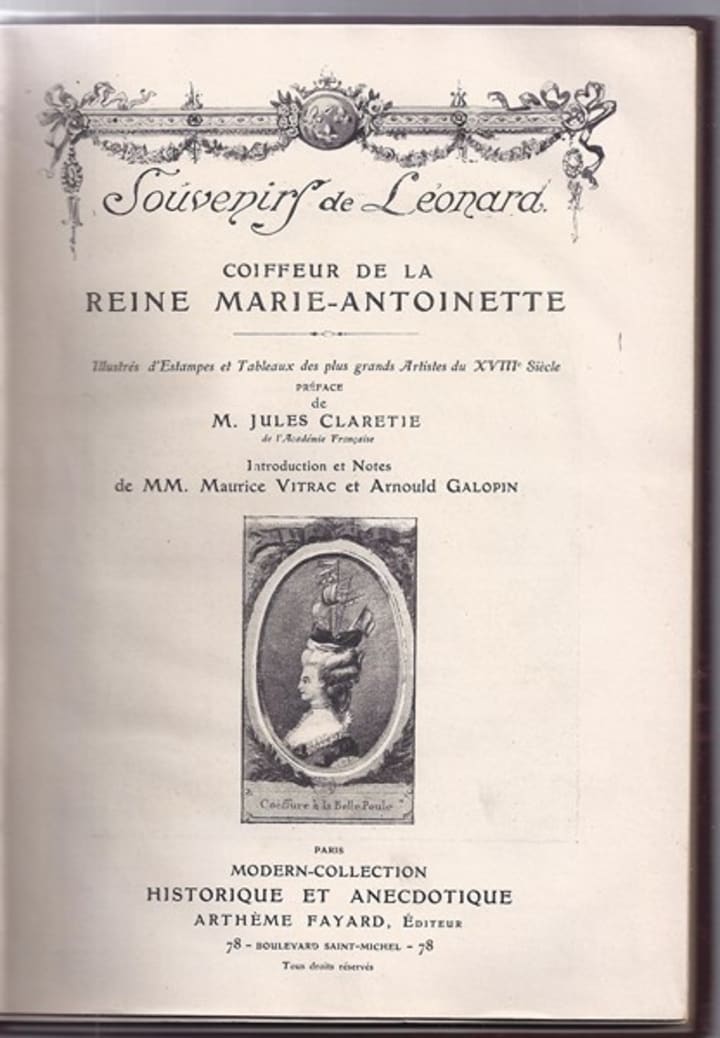 Souvenirs de Léonard.
COIFFEUR DE LA
REINE MARIE-ANTOINETTE
Illustrés d'Estampes et Tableaux des plus grands Artistes du XVIIIe Siècle
PRÉFACE
de
M. JULES CLARETIE
de l'Académie Française
Introduction et Notes
de MM. Maurice VITRAC et Arnould GALOPIN
Coëffure à la Belle Poule
PARIS
MODERN-COLLECTION
HISTORIQUE ET ANECDOTIQUE
ARTHÈME FAYARD, ÉDITEUR
78 - BOULEVARD SAINT-MICHEL - 78
Tous droits réservés